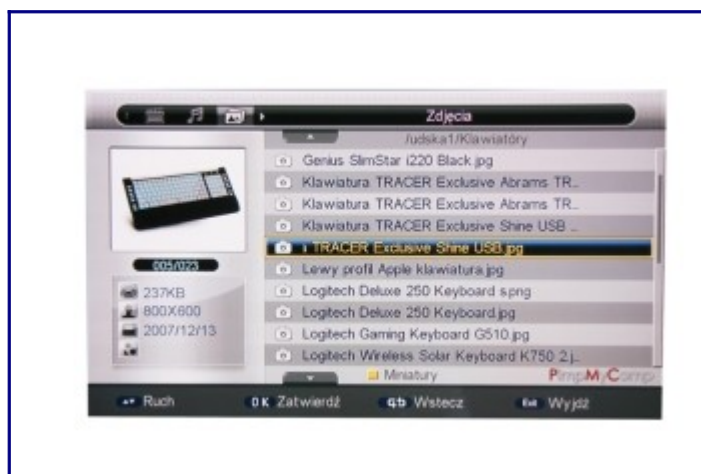 Zdjęcia
/udska1/Klawiatóry
Genius SlimStar i220 Black.jpg
Klawiatura TRACER Exclusive Abrams TR...
Klawiatura TRACER Exclusive Abrams TR...
Klawiatura TRACER Exclusive Shine USB ...
TRACER Exclusive Shine USB.jpg
Lewy profil Apple klawiatura.jpg
Logitech Deluxe 250 Keyboard s.png
Logitech Deluxe 250 Keyboard.jpg
Logitech Gaming Keyboard G510.jpg
Logitech Wireless Solar Keyboard K750 2.j...
005/023
237KB
800X600
2007/12/13
Miniatury
PimpMyComp
Ruch
OK Zatwierdź
Wstecz
Exit Wyjdź